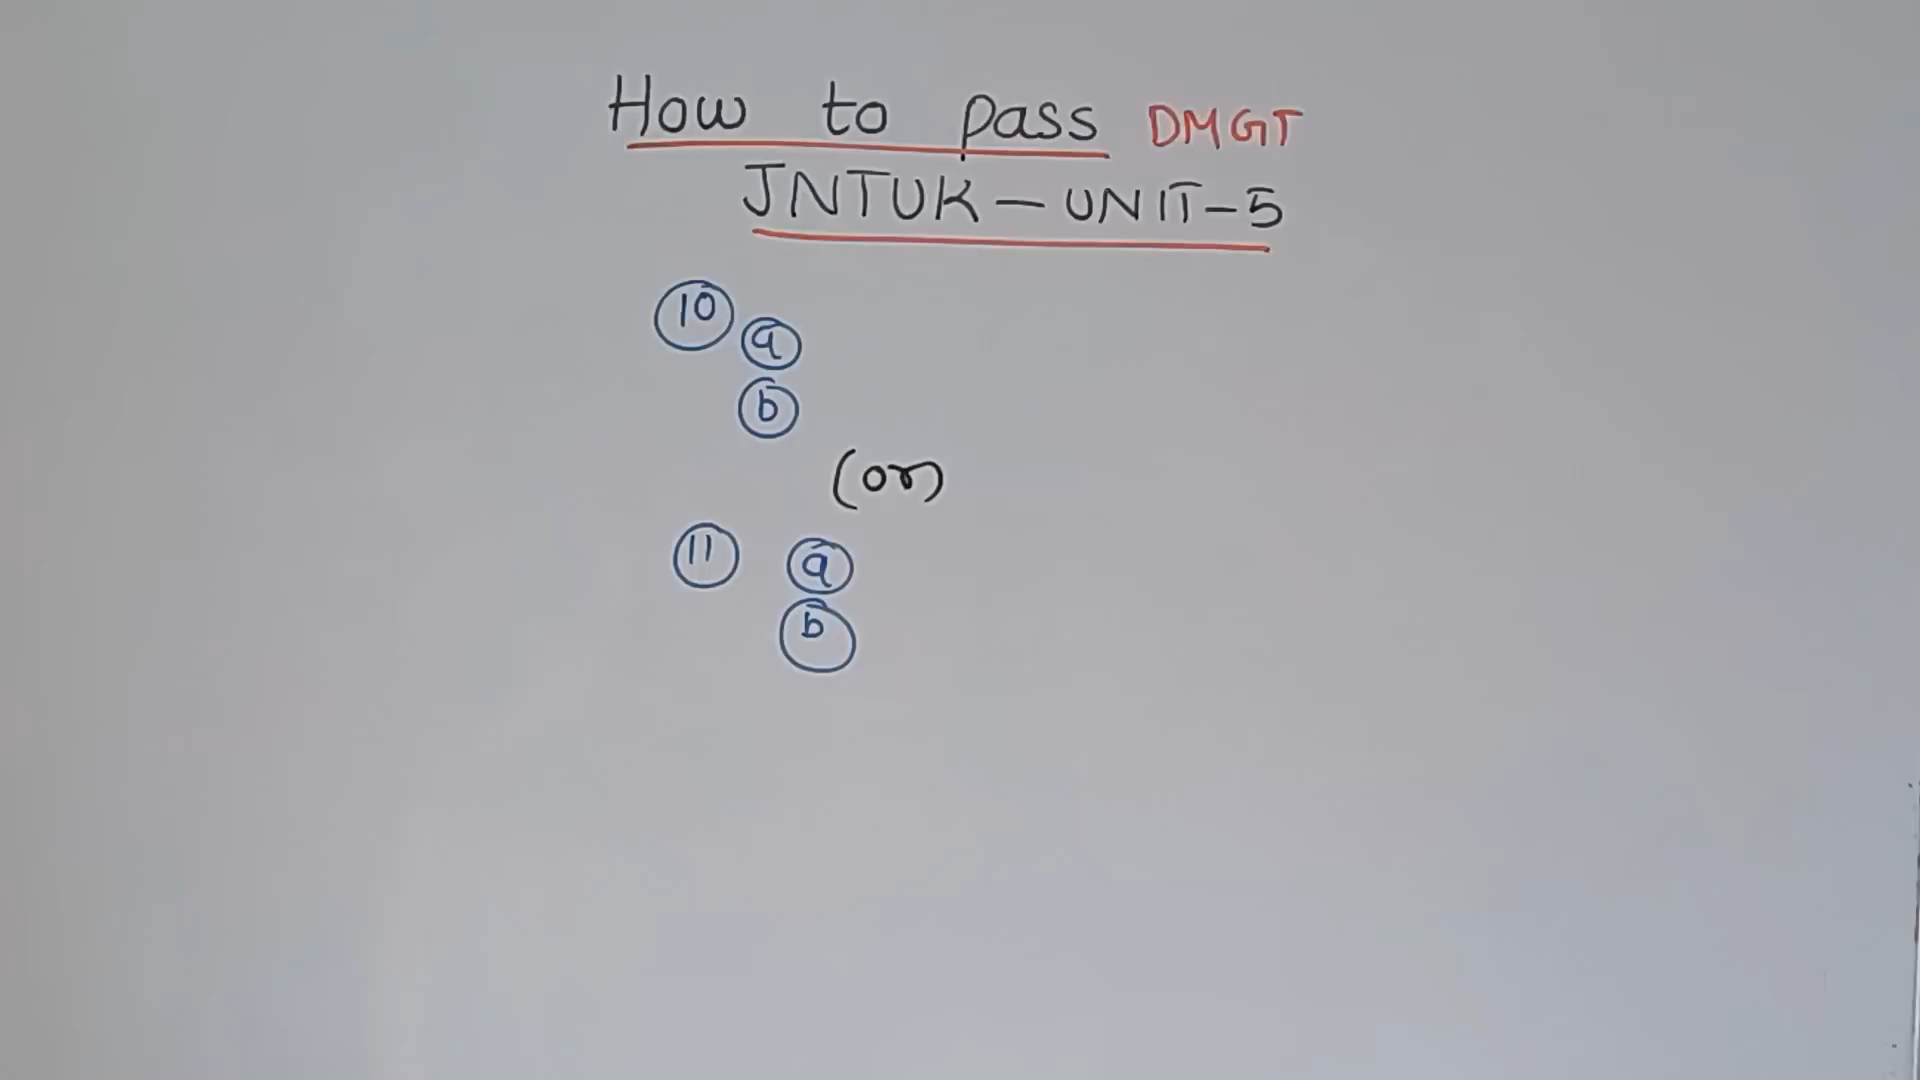 How to pass DMGT
JNTUK - UNIT-5
10 a
b
(or)
11 a
b